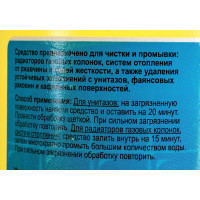 Средство предназначено для чистки и промывки:
радиаторов газовых колонок, систем отопления
от ржавчины и солей жесткости, а также удаления
устойчивых загрязнений с унитазов, фаянсовых
раковин и кафельных поверхностей.
Способ применения: Для унитазов: на загрязненную
поверхность нанести средство и оставить на 20 минут.
Провести обработку щеткой. При сильном загрязнении
обработку повторить. Для радиаторов газовых колонок,
систем отопления: средство залить внутрь на 15 минут,
затем многократно промыть большим количеством воды.
При сильном загрязнении обработку повторить.